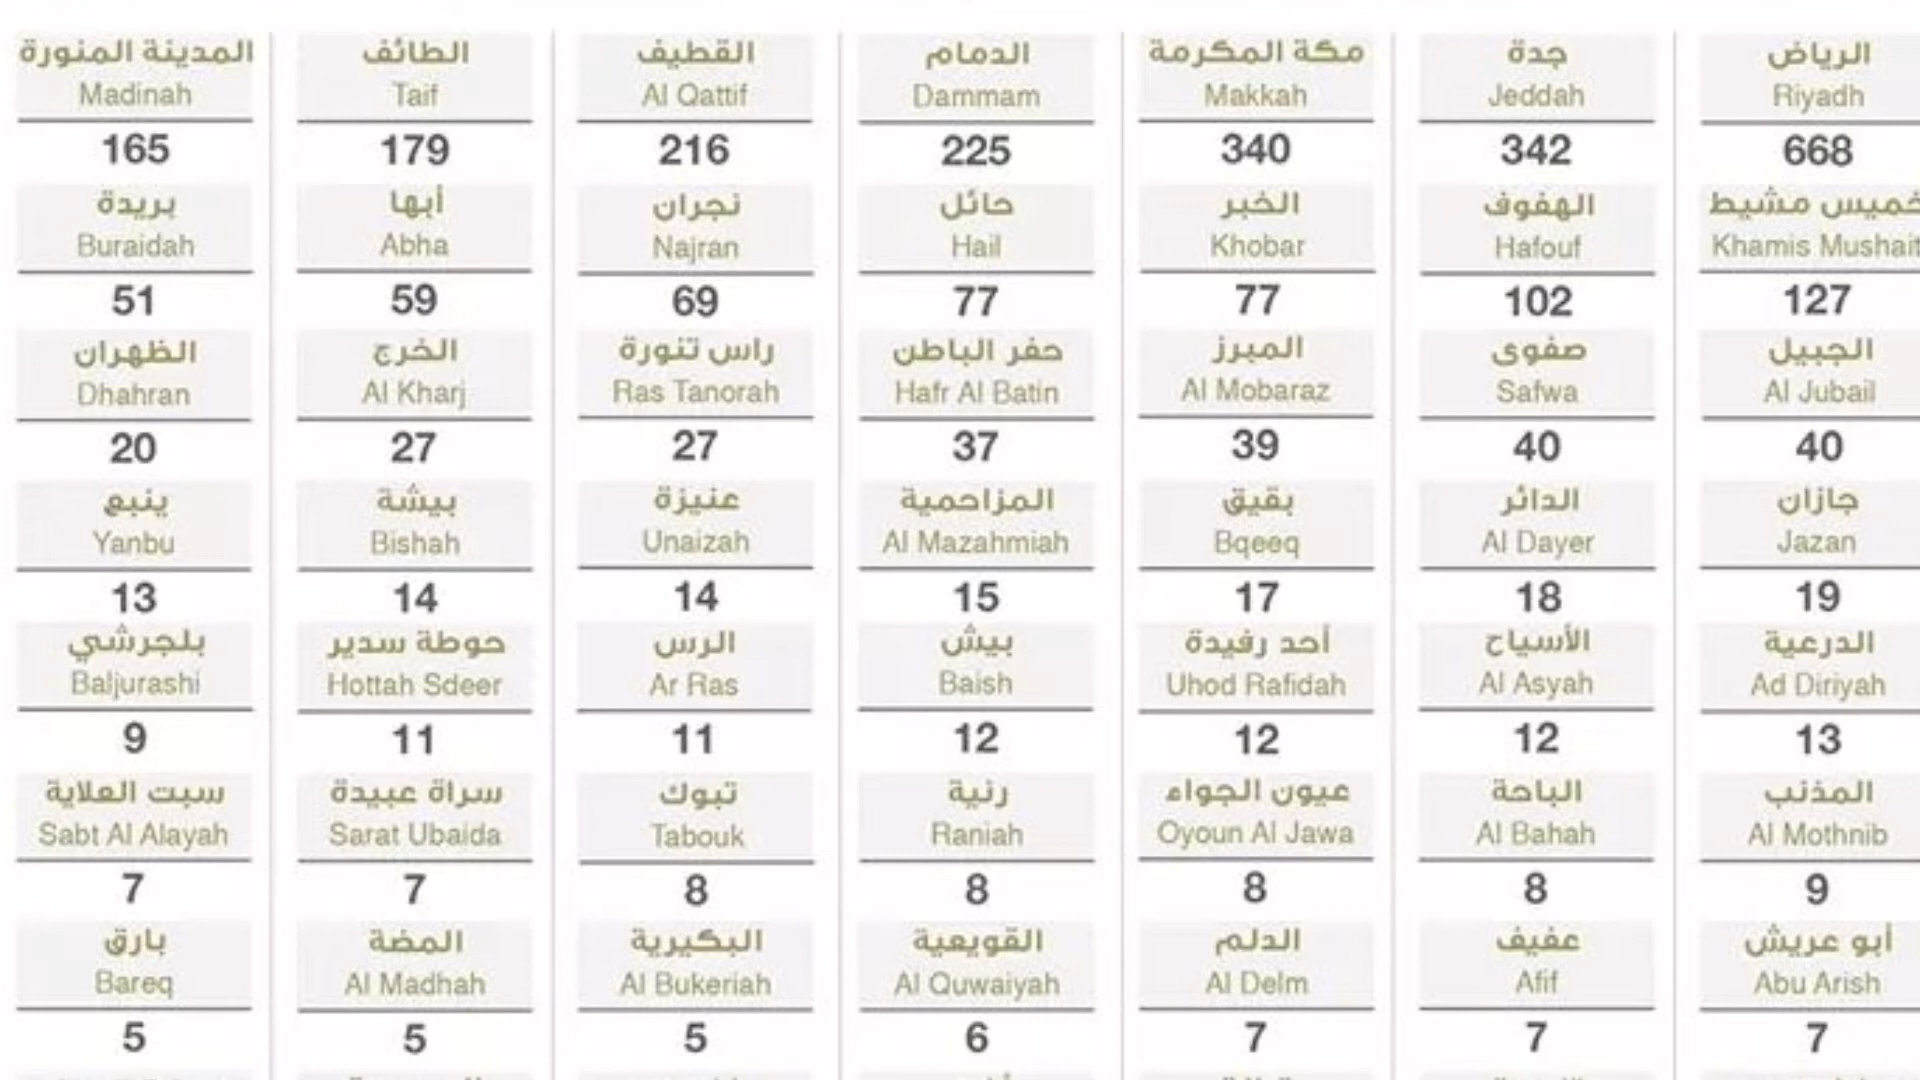 الرياض
Riyadh
668
جدة
Jeddah
342
مكة المكرمة
Makkah
340
الدمام
Dammam
225
القطيف
Al Qattif
216
الطائف
Taif
179
المدينة المنورة
Madinah
165
خميس مشيط
Khamis Mushait
127
الهفوف
Hafouf
102
الخبر
Khobar
77
حائل
Hail
77
نجران
Najran
69
أبها
Abha
59
بريدة
Buraidah
51
الجبيل
Al Jubail
40
صفوى
Safwa
40
المبرز
Al Mobaraz
39
حفر الباطن
Hafr Al Batin
37
راس تنورة
Ras Tanorah
27
الخرج
Al Kharj
27
الظهران
Dhahran
20
جازان
Jazan
19
الدائر
Al Dayer
18
بقيق
Bqeeq
17
المزاحمية
Al Mazahmiah
15
عنيزة
Unaizah
14
بيشة
Bishah
14
ينبع
Yanbu
13
الدرعية
Ad Diriyah
13
الأسياح
Al Asyah
12
أحد رفيدة
Uhod Rafidah
12
بيش
Baish
12
الرس
Ar Ras
11
حوطة سدير
Hottah Sdeer
11
بلجرشي
Baljurashi
9
المذنب
Al Mothnib
9
الباحة
Al Bahah
8
عيون الجواء
Oyoun Al Jawa
8
رنية
Raniah
8
تبوك
Tabouk
8
سراة عبيدة
Sarat Ubaida
7
سبت العلاية
Sabt Al Alayah
7
أبو عريش
Abu Arish
7
عفيف
Afif
7
الدلم
Al Delm
7
القويعية
Al Quwaiyah
6
البكيرية
Al Bukeriah
5
المضة
Al Madhah
5
بارق
Bareq
5